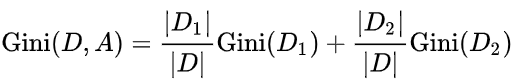 Gini(D, A) = |D₁|/|D| Gini(D₁) + |D₂|/|D| Gini(D₂)